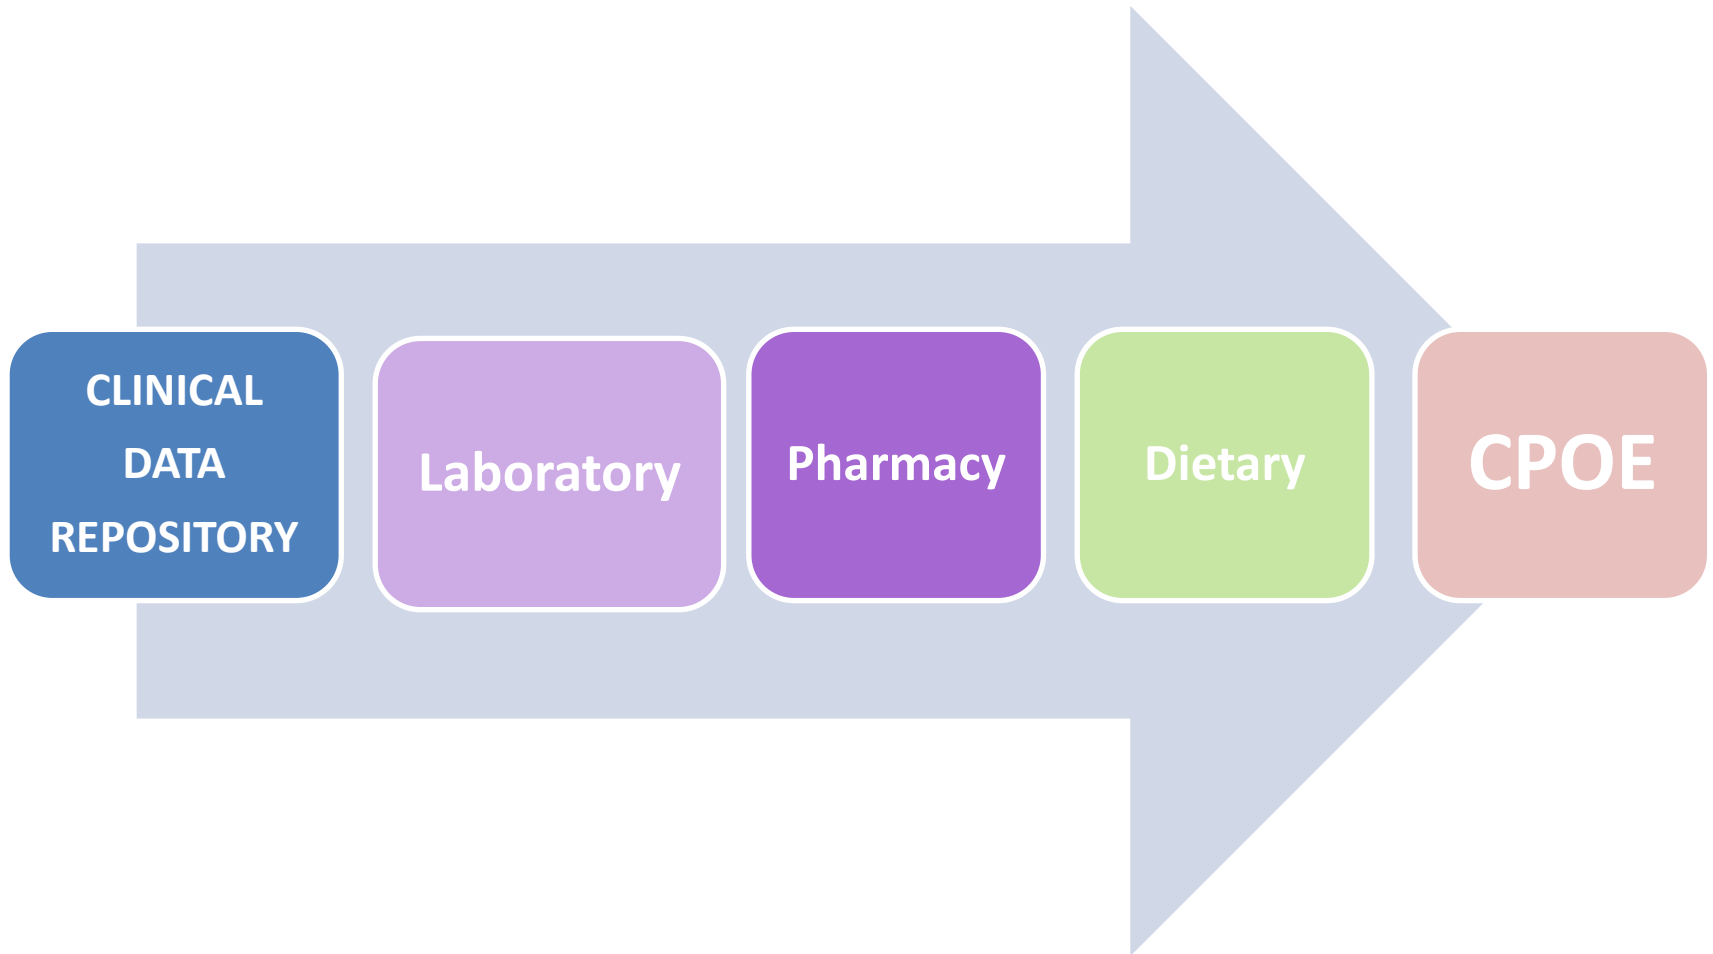 CLINICAL
DATA
REPOSITORY
Laboratory
Pharmacy
Dietary
CPOE